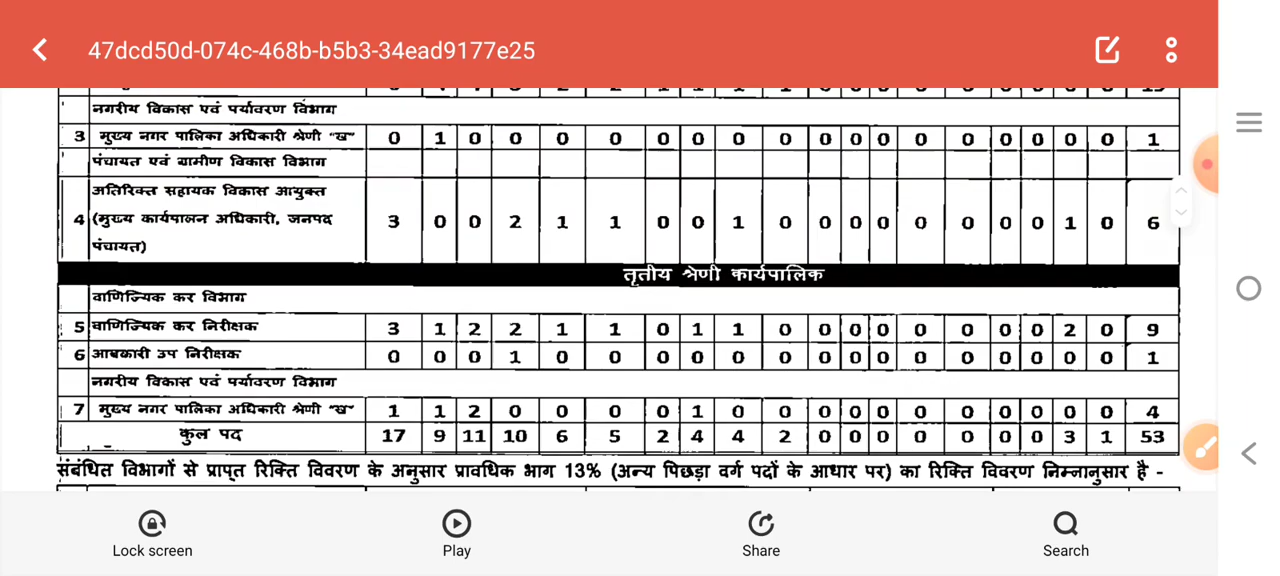 47dcd50d-074c-468b-b5b3-34ead9177e25
नगरीय विकास एवं पर्यावरण विभाग
3 मुख्य नगर पालिका अधिकारी श्रेणी "ख" 0 1 0 0 0 0 0 0 0 0 0 0 0 0 0 0 0 0 0 1
पंचायत एवं ग्रामीण विकास विभाग
अतिरिक्त सहायक विकास आयुक्त
4 (मुख्य कार्यपालन अधिकारी, जनपद 3 0 0 2 1 1 0 0 1 0 0 0 0 0 0 0 0 1 0 6
पंचायत)
तृतीय श्रेणी कार्यपालिक
वाणिज्यिक कर विभाग
5 वाणिज्यिक कर निरीक्षक 3 1 2 2 1 1 0 1 1 0 0 0 0 0 0 0 0 2 0 9
6 आबकारी उप निरीक्षक 0 0 0 1 0 0 0 0 0 0 0 0 0 0 0 0 0 0 0 1
नगरीय विकास एवं पर्यावरण विभाग
7 मुख्य नगर पालिका अधिकारी श्रेणी "ख" 1 1 2 0 0 0 0 1 0 0 0 0 0 0 0 0 0 0 0 4
कुल पद 17 9 11 10 6 5 2 4 4 2 0 0 0 0 0 0 0 3 1 53
संबंधित विभागों से प्राप्त रिक्ति विवरण के अनुसार प्रावधिक भाग 13% (अन्य पिछड़ा वर्ग पदों के आधार पर) का रिक्ति विवरण निम्नानुसार है -
Lock screen Play Share Search